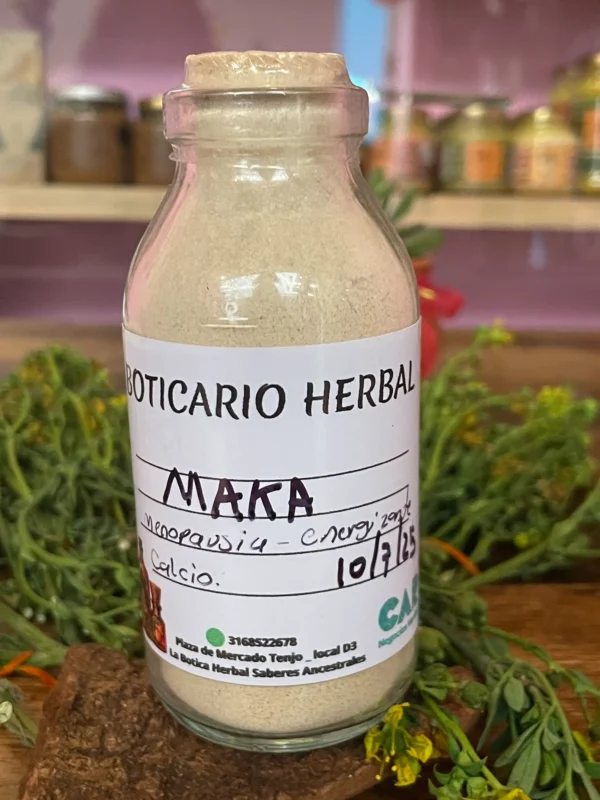 BOTICARIO HERBAL
MAKA
menopausia - Energizante
Calcio. 10/7/25
3168522678
Plaza de Mercado Tenjo _ local D3
La Botica Herbal Saberes Ancestrales